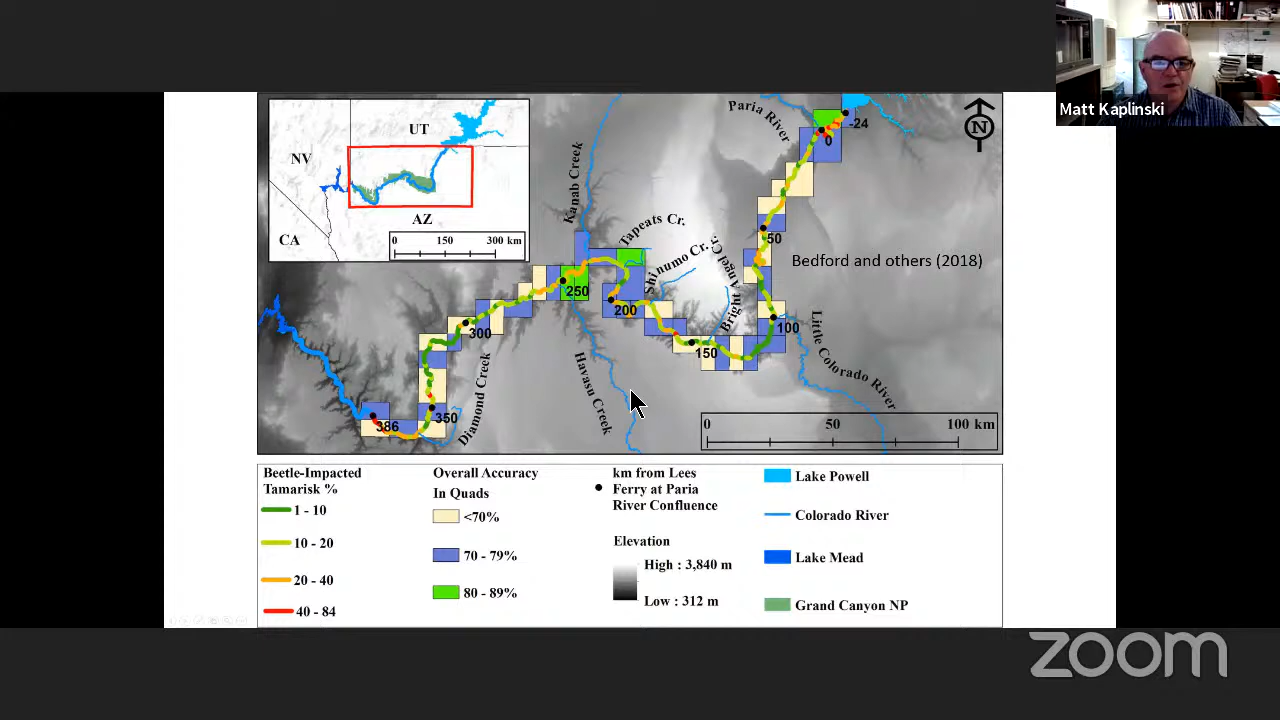 Matt Kaplinski
UT
NV
AZ
CA
0 150 300 km
Paria River
-24
0
Kanab Creek
Tapeats Cr.
Shinumo Cr.
Bright Angel Cr.
50
Bedford and others (2018)
250
200
100
300
150
Little Colorado River
Havasu Creek
Diamond Creek
350
386
0 50 100 km
Beetle-Impacted
Tamarisk %
1 - 10
10 - 20
20 - 40
40 - 84
Overall Accuracy
In Quads
<70%
70 - 79%
80 - 89%
km from Lees
Ferry at Paria
River Confluence
Elevation
High : 3,840 m
Low : 312 m
Lake Powell
Colorado River
Lake Mead
Grand Canyon NP
N
zoom